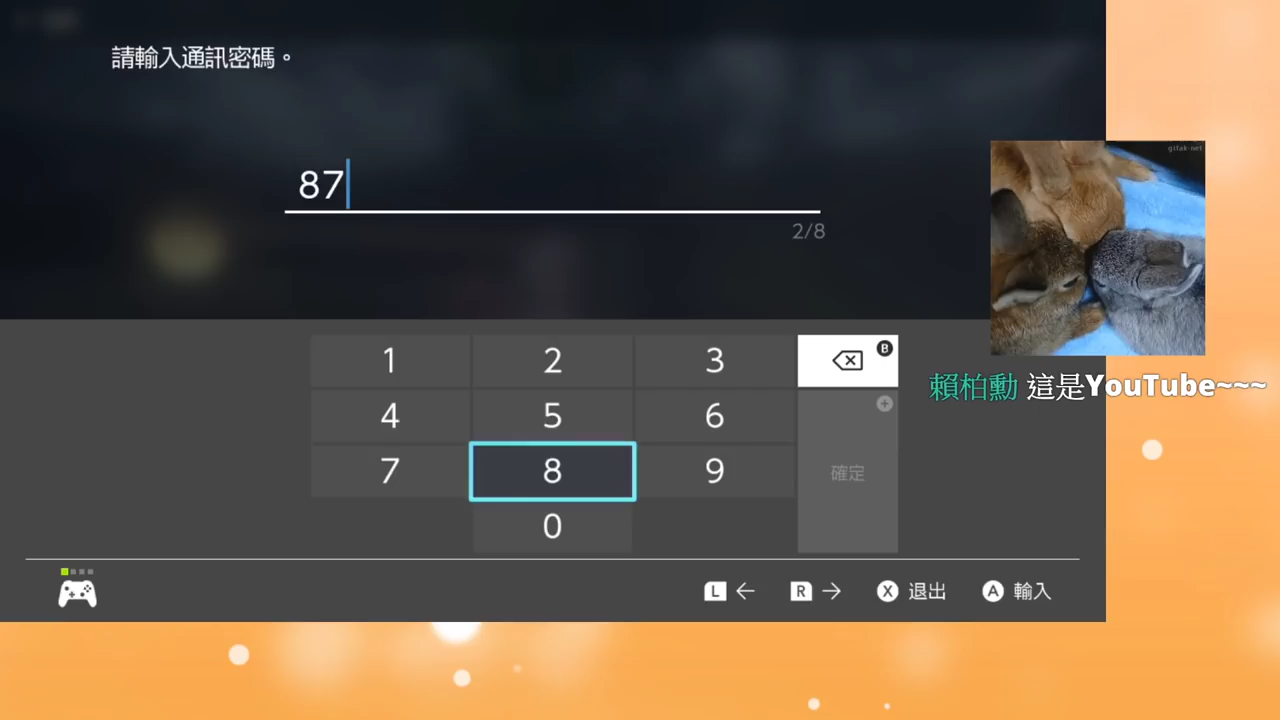 請輸入通訊密碼。
87
2/8
1 2 3 B
4 5 6 +
7 8 9 確定
0
L ← R → X 退出 A 輸入
賴柏勳 這是YouTube~~~